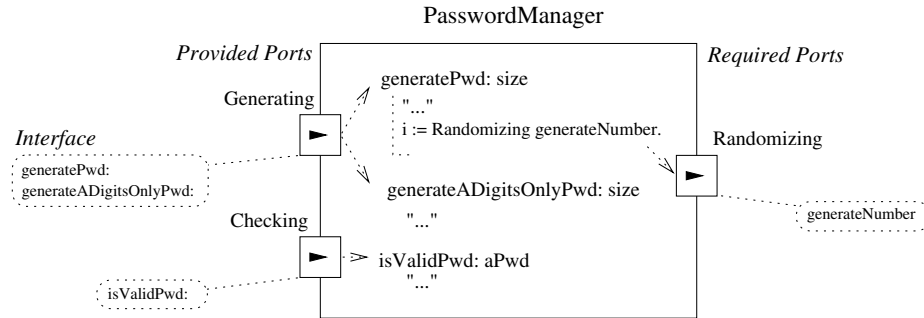 PasswordManager
Provided Ports
Required Ports
generatePwd: size
Generating
"..."
i := Randomizing generateNumber.
Interface
Randomizing
generatePwd:
generateADigitsOnlyPwd:
generateADigitsOnlyPwd: size
generateNumber
Checking
"..."
isValidPwd: aPwd
"..."
isValidPwd: